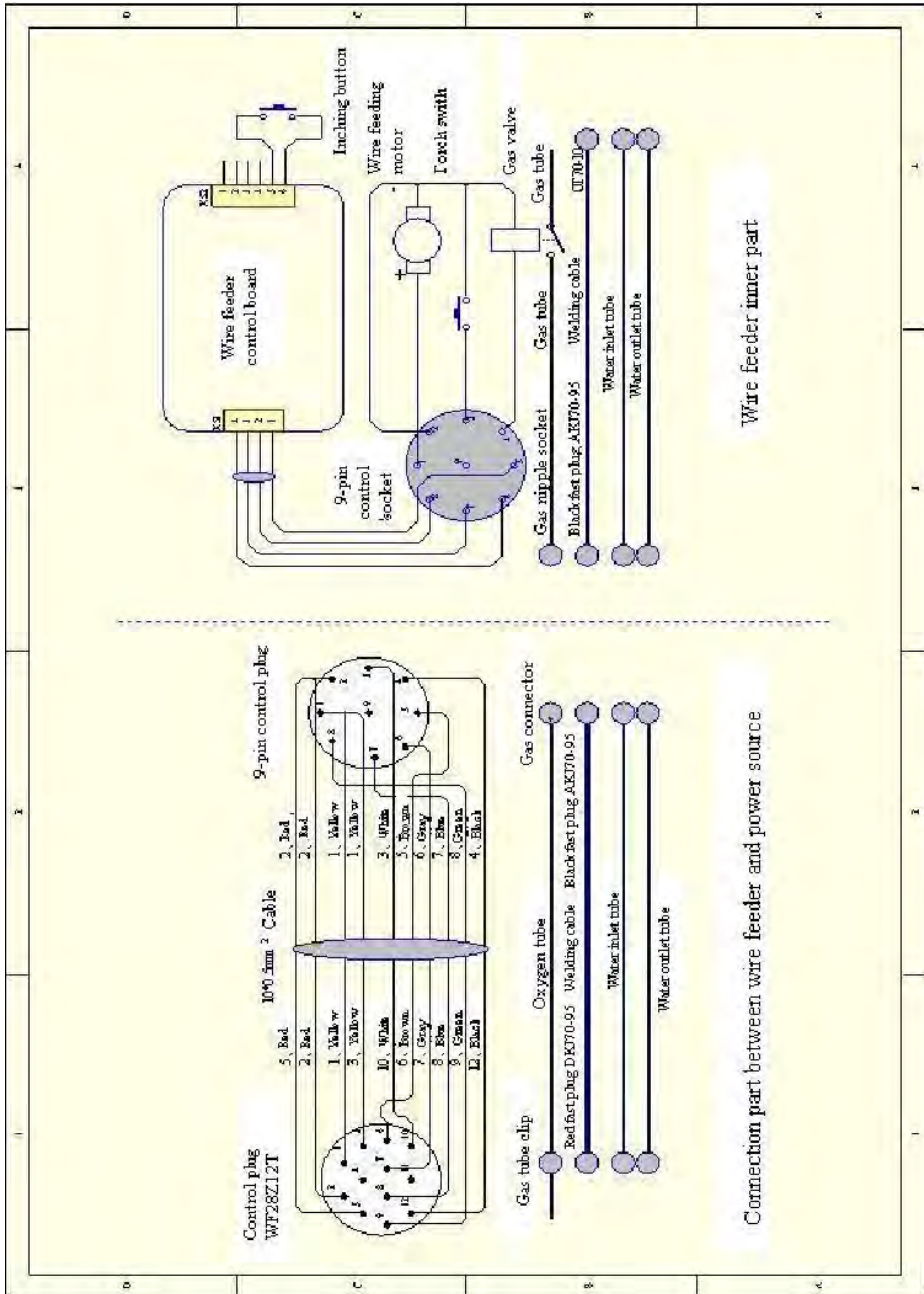 Control plug
WF28Z12T
5、Red
2、Red
1、Yellow
3、Yellow
10、White
6、Brown
7、Gray
8、Blue
9、Green
12、Black
Cable
2、Red
2、Red
1、Yellow
1、Yellow
3、White
5、Brown
6、Gray
7、Blue
8、Green
4、Black
9-pin control plug
Gas tube clip
Oxygen tube
Gas connector
Red fast plug DKJ70-95
Welding cable
Black fast plug AKJ70-95
Water inlet tube
Water outlet tube
Connection part between wire feeder and power source
Wire feeder
control board
Inching button
9-pin
control
socket
Wire feeding
motor
+
-
Torch swith
Gas valve
Gas nipple socket
Gas tube
Gas tube
Black fast plug AKJ70-95
Welding cable
OT70-10
Water inlet tube
Water outlet tube
Wire feeder inner part